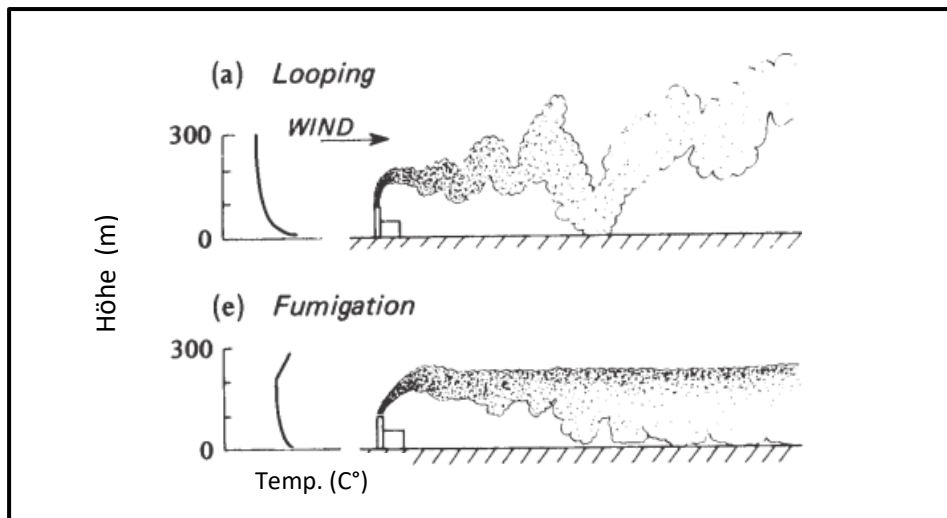 (a) Looping
WIND
300
0
Höhe (m)
(e) Fumigation
300
0
Temp. (C°)